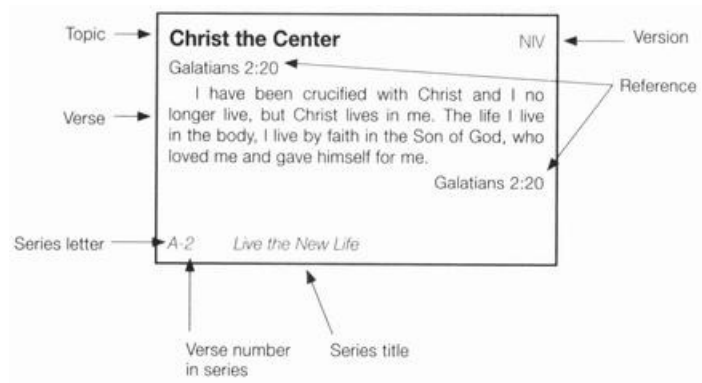 Topic
Christ the Center
NIV
Version
Galatians 2:20
Reference
I have been crucified with Christ and I no
longer live, but Christ lives in me. The life I live
in the body, I live by faith in the Son of God, who
loved me and gave himself for me.
Verse
Galatians 2:20
Series letter
A-2
Live the New Life
Verse number
in series
Series title